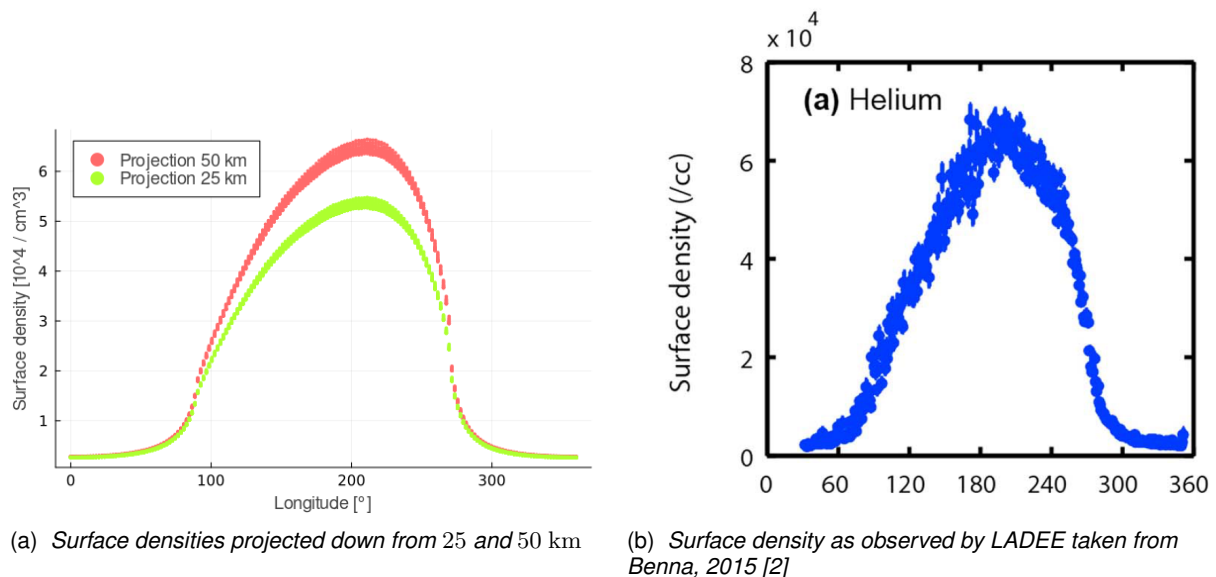 Surface density [10^4 / cm^3]
6
5
4
3
2
1
Projection 50 km
Projection 25 km
0
100
200
300
Longitude [°]
(a) Surface densities projected down from 25 and 50 km
x 10^4
Surface density (/cc)
8
6
4
2
0
(a) Helium
0
60
120
180
240
300
360
(b) Surface density as observed by LADEE taken from
Benna, 2015 [2]